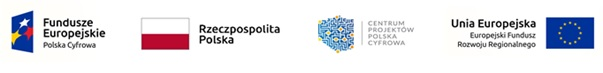 Fundusze
Europejskie
Polska Cyfrowa
Rzeczpospolita
Polska
CENTRUM
PROJEKTÓW
POLSKA
CYFROWA
Unia Europejska
Europejski Fundusz
Rozwoju Regionalnego